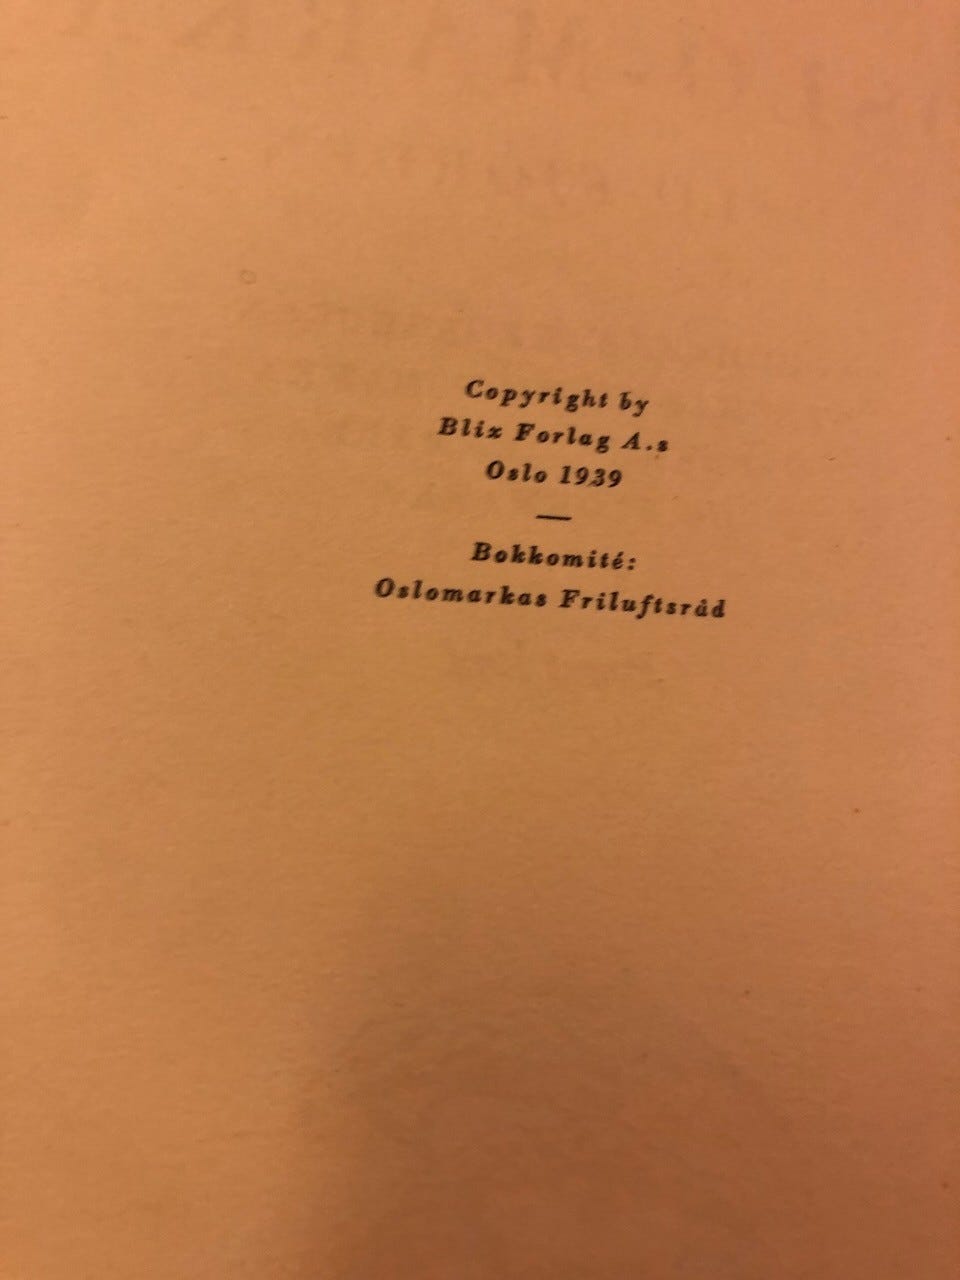 Copyright by
Blix Forlag A.s
Oslo 1939
—
Bokkomité:
Oslomarkas Friluftsråd